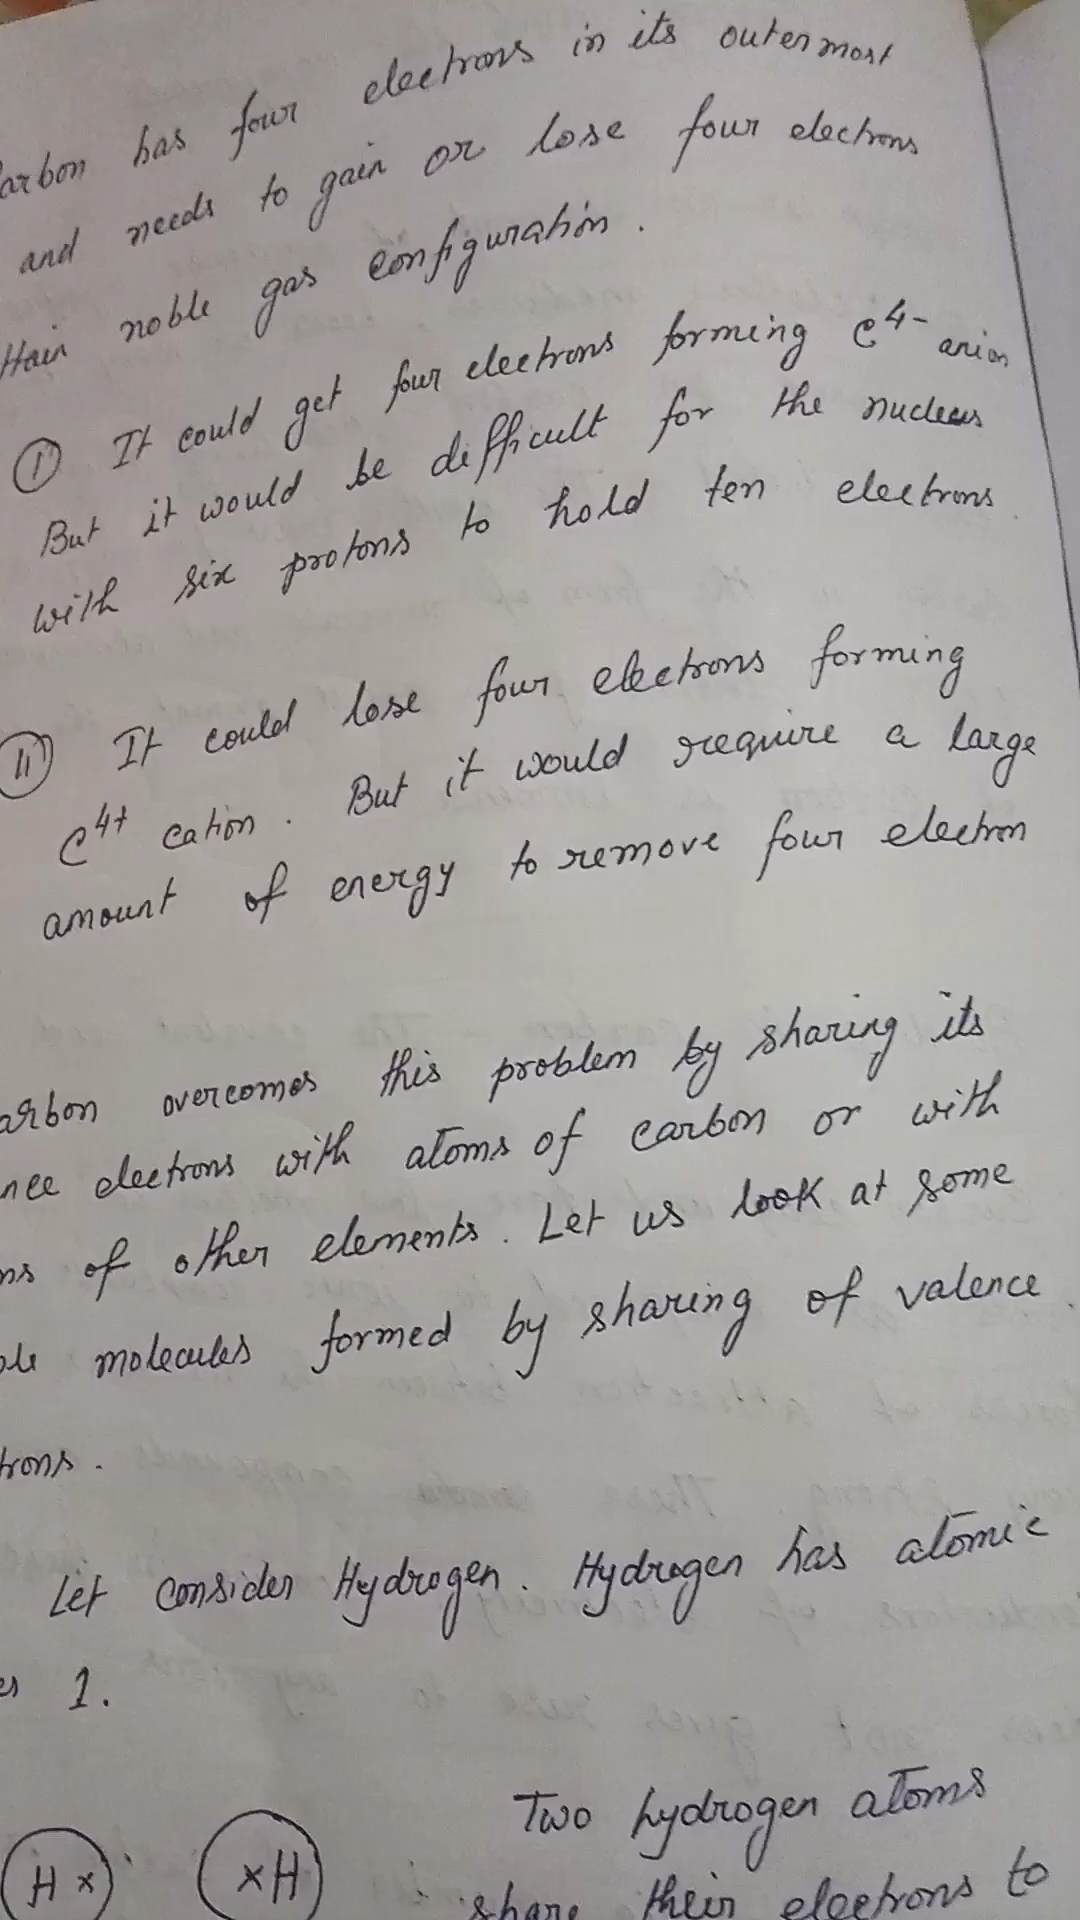 arbon has four electrons in its outermost
and needs to gain or lose four electrons
ttain noble gas configuration.
I It could get four electrons forming C4- anion
But it would be difficult for the nucleus
with six protons to hold ten electrons
II It could lose four electrons forming
C4+ cation. But it would require a large
amount of energy to remove four electron
arbon overcomes this problem by sharing its
nce electrons with atoms of carbon or with
ms of other elements. Let us look at some
ple molecules formed by sharing of valence
trons.
Let consider Hydrogen. Hydrogen has atomic
1.
Two hydrogen atoms
H x xH
share their electrons to